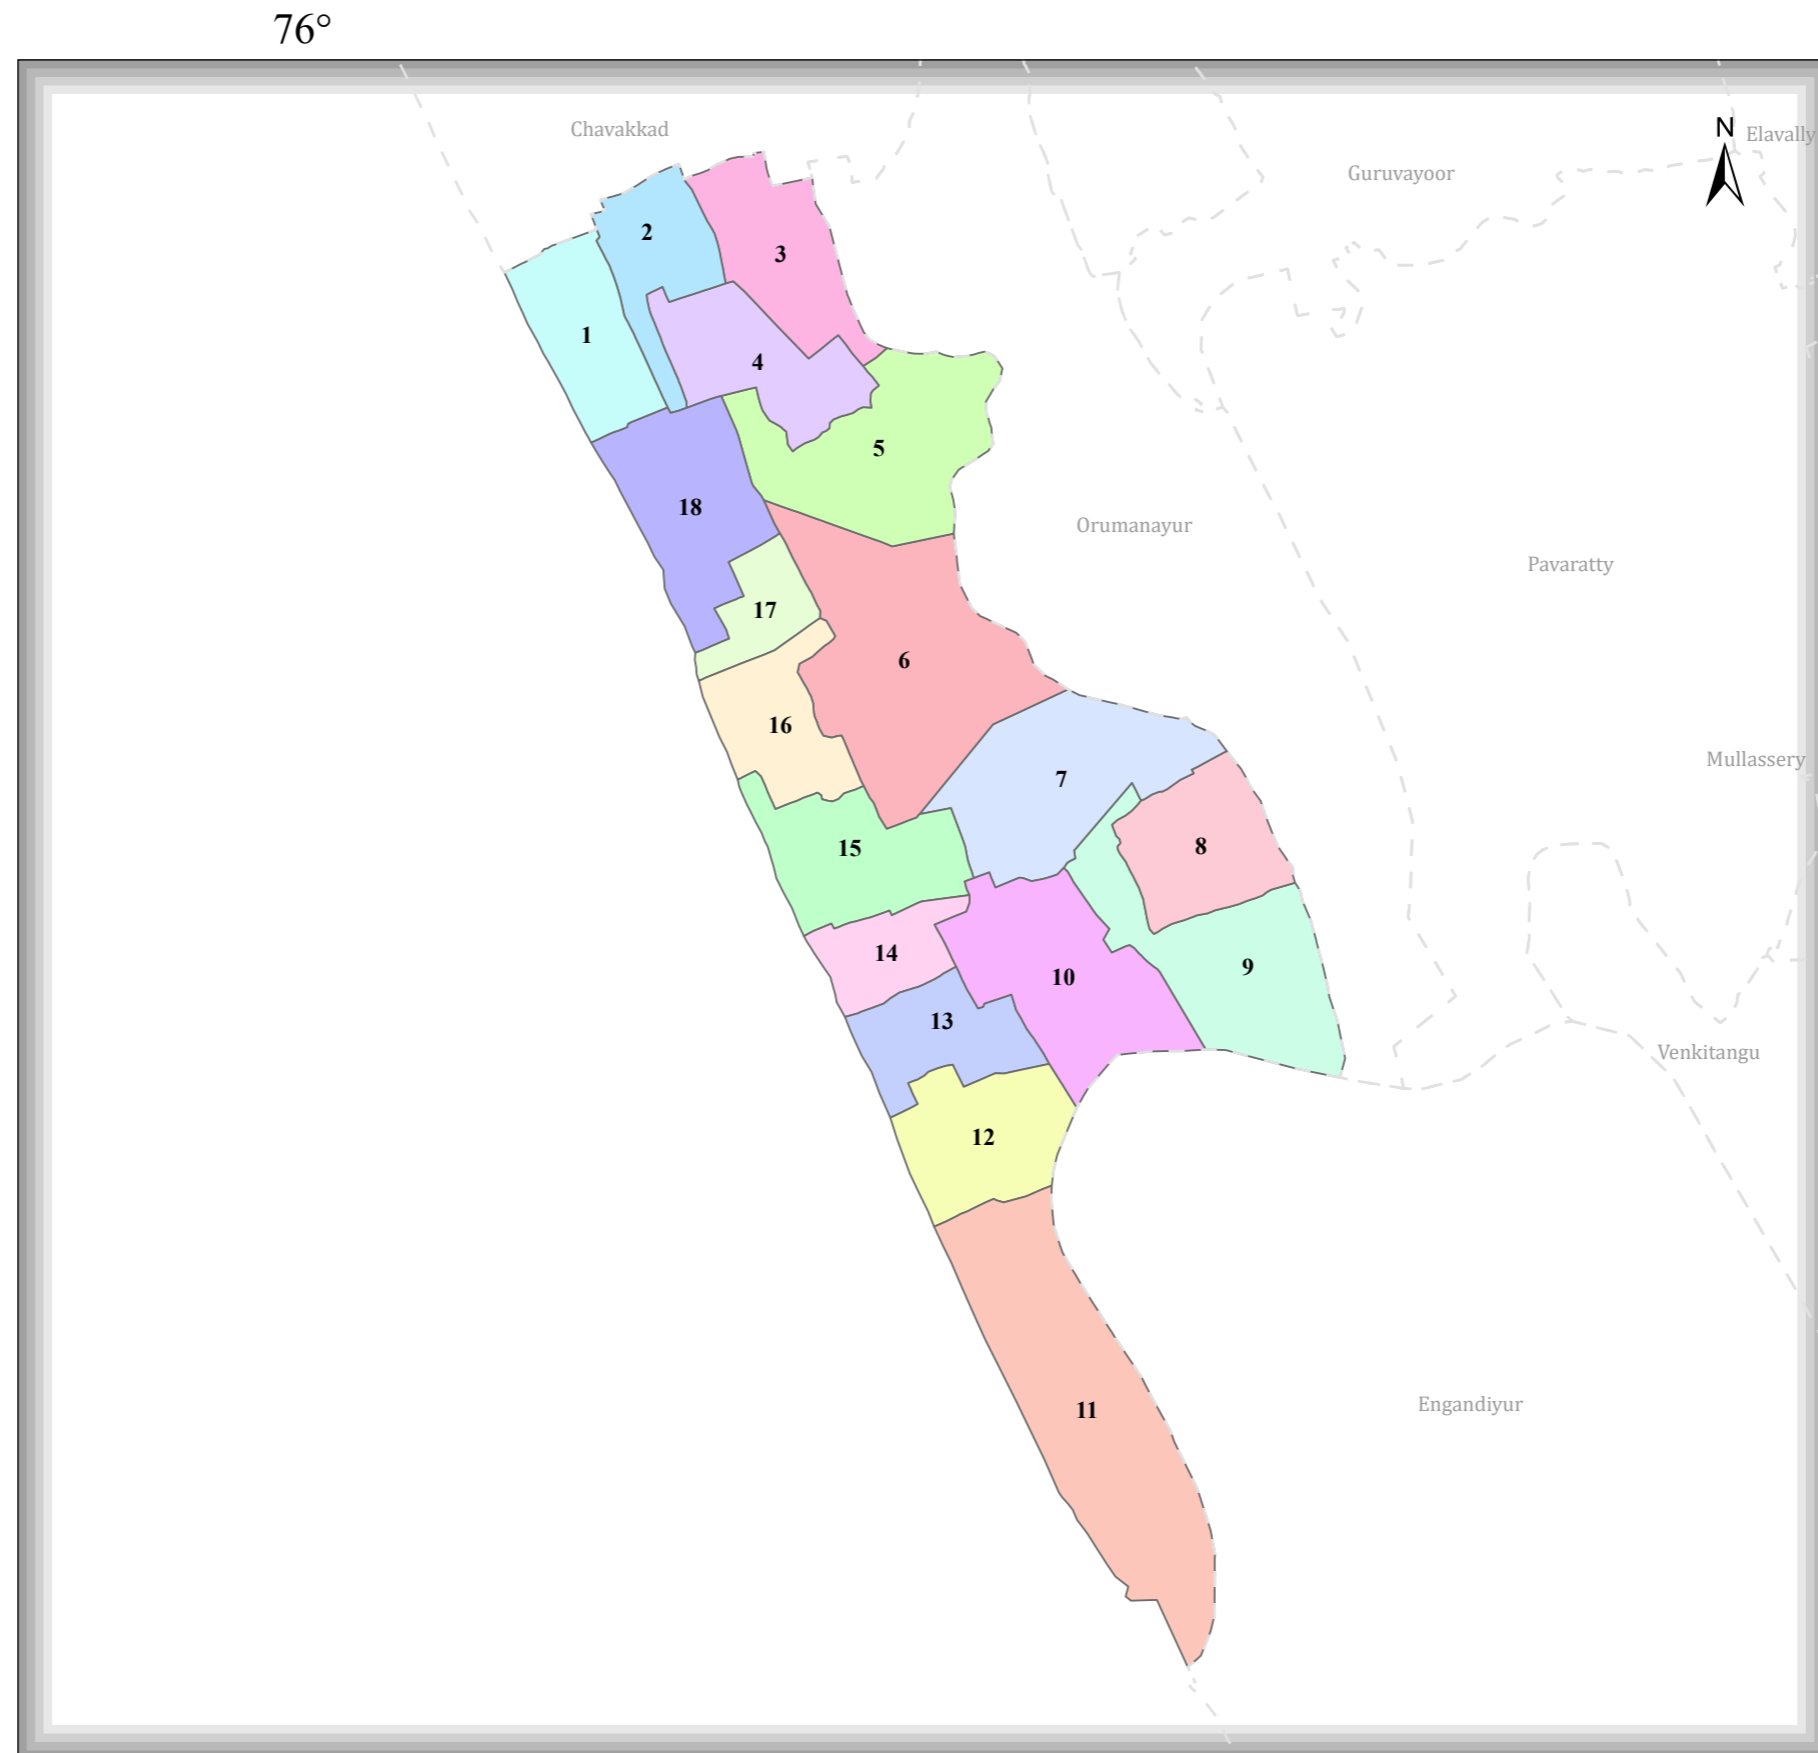 76°
Chavakkad
N
Elavally
Guruvayoor
2
3
1
4
5
18
Orumanayur
Pavaratty
17
6
16
Mullassery
7
15
8
14
9
10
13
Venkitangu
12
Engandiyur
11